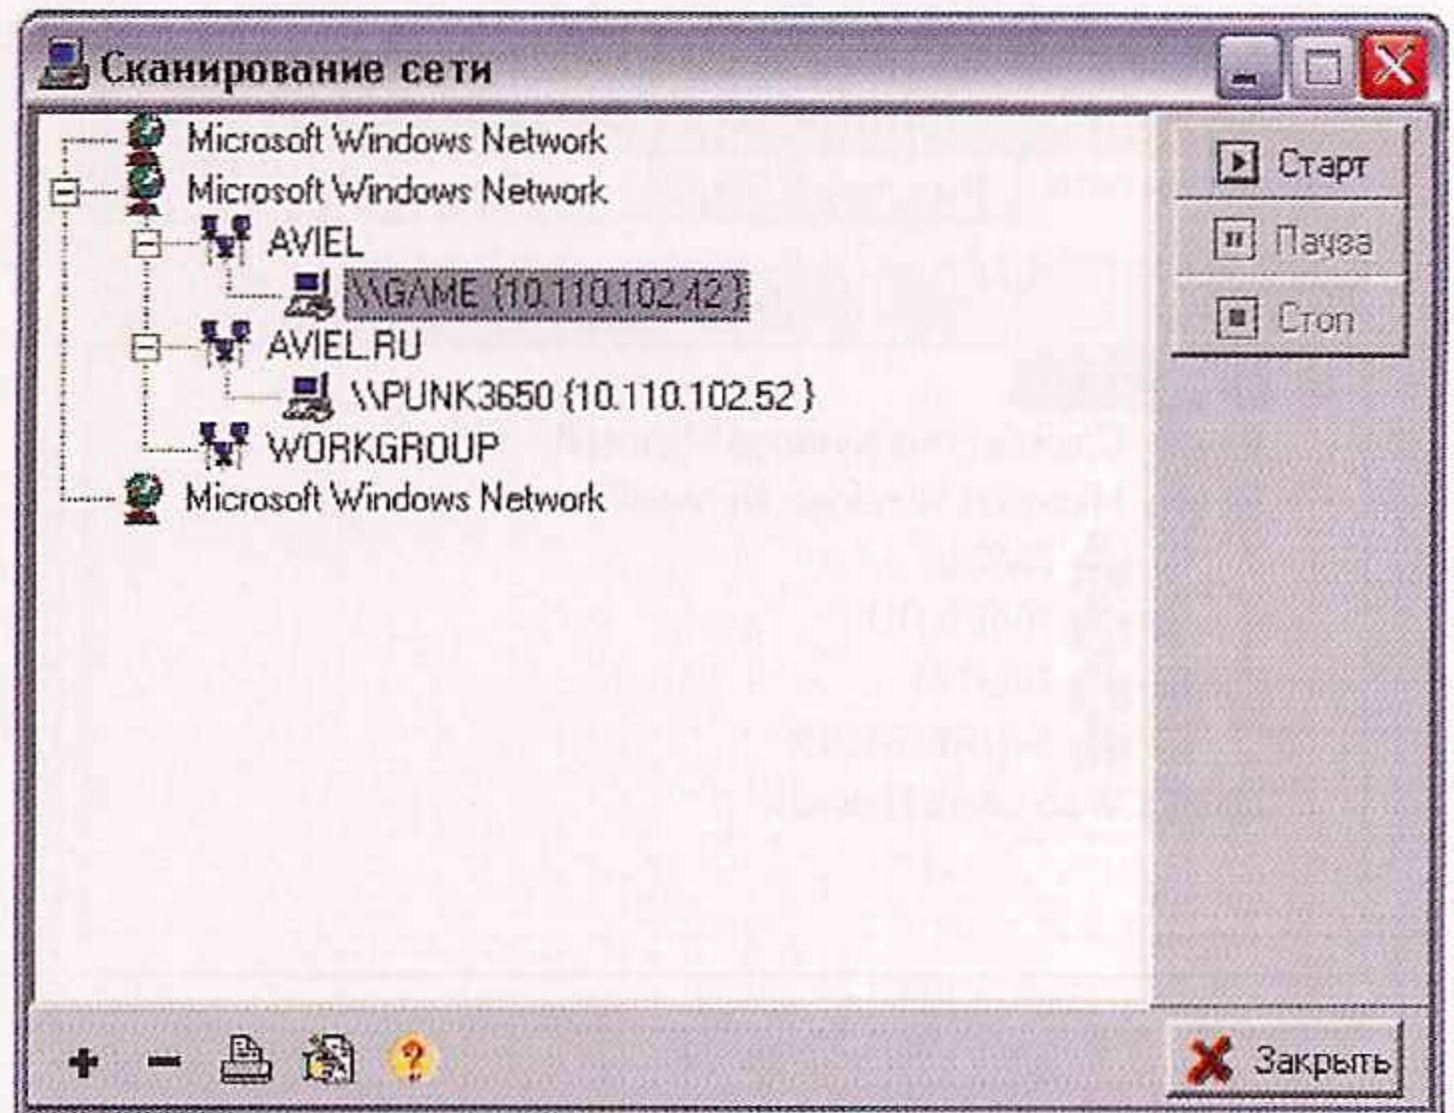 Сканирование сети
Microsoft Windows Network
Microsoft Windows Network
AVIEL
\\GAME {10.110.102.42 }
AVIEL.RU
\\PUNK3650 {10.110.102.52 }
WORKGROUP
Microsoft Windows Network
Старт
Пауза
Стоп
Закрыть